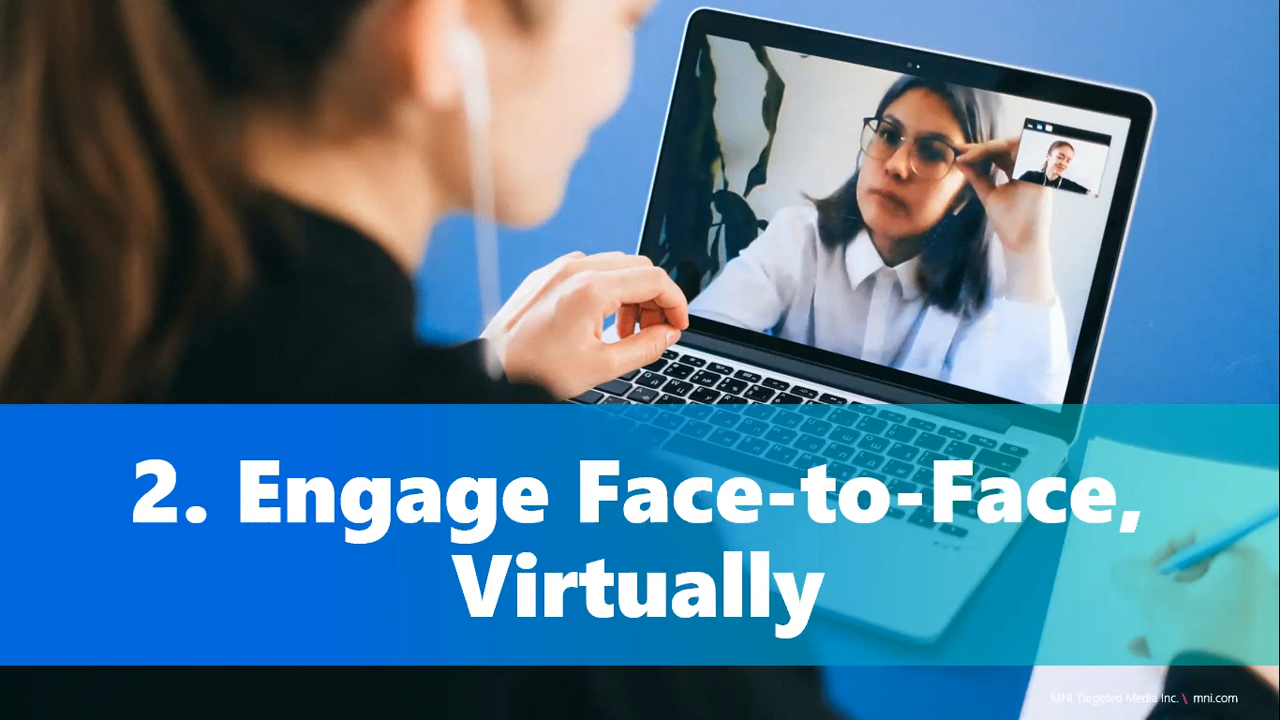 2. Engage Face-to-Face,
Virtually
MNI Targeted Media Inc. \ mni.com